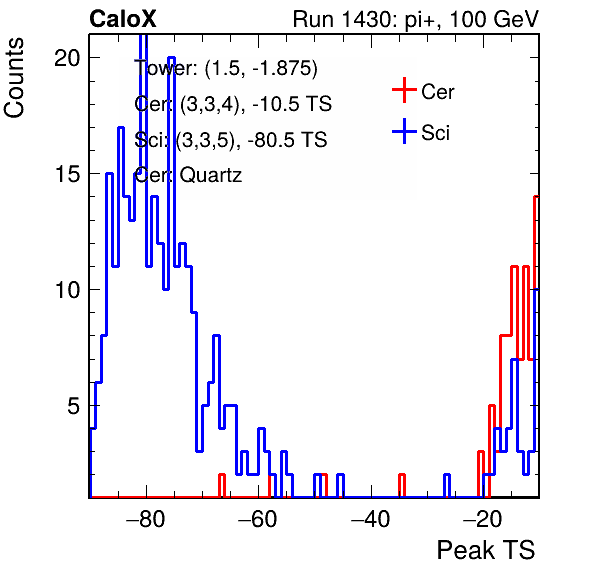 CaloX Run 1430: pi+, 100 GeV
Counts
20
15
10
5
Tower: (1.5, -1.875)
Cer: (3,3,4), -10.5 TS
Sci: (3,3,5), -80.5 TS
Cer: Quartz
Cer
Sci
−80 −60 −40 −20
Peak TS